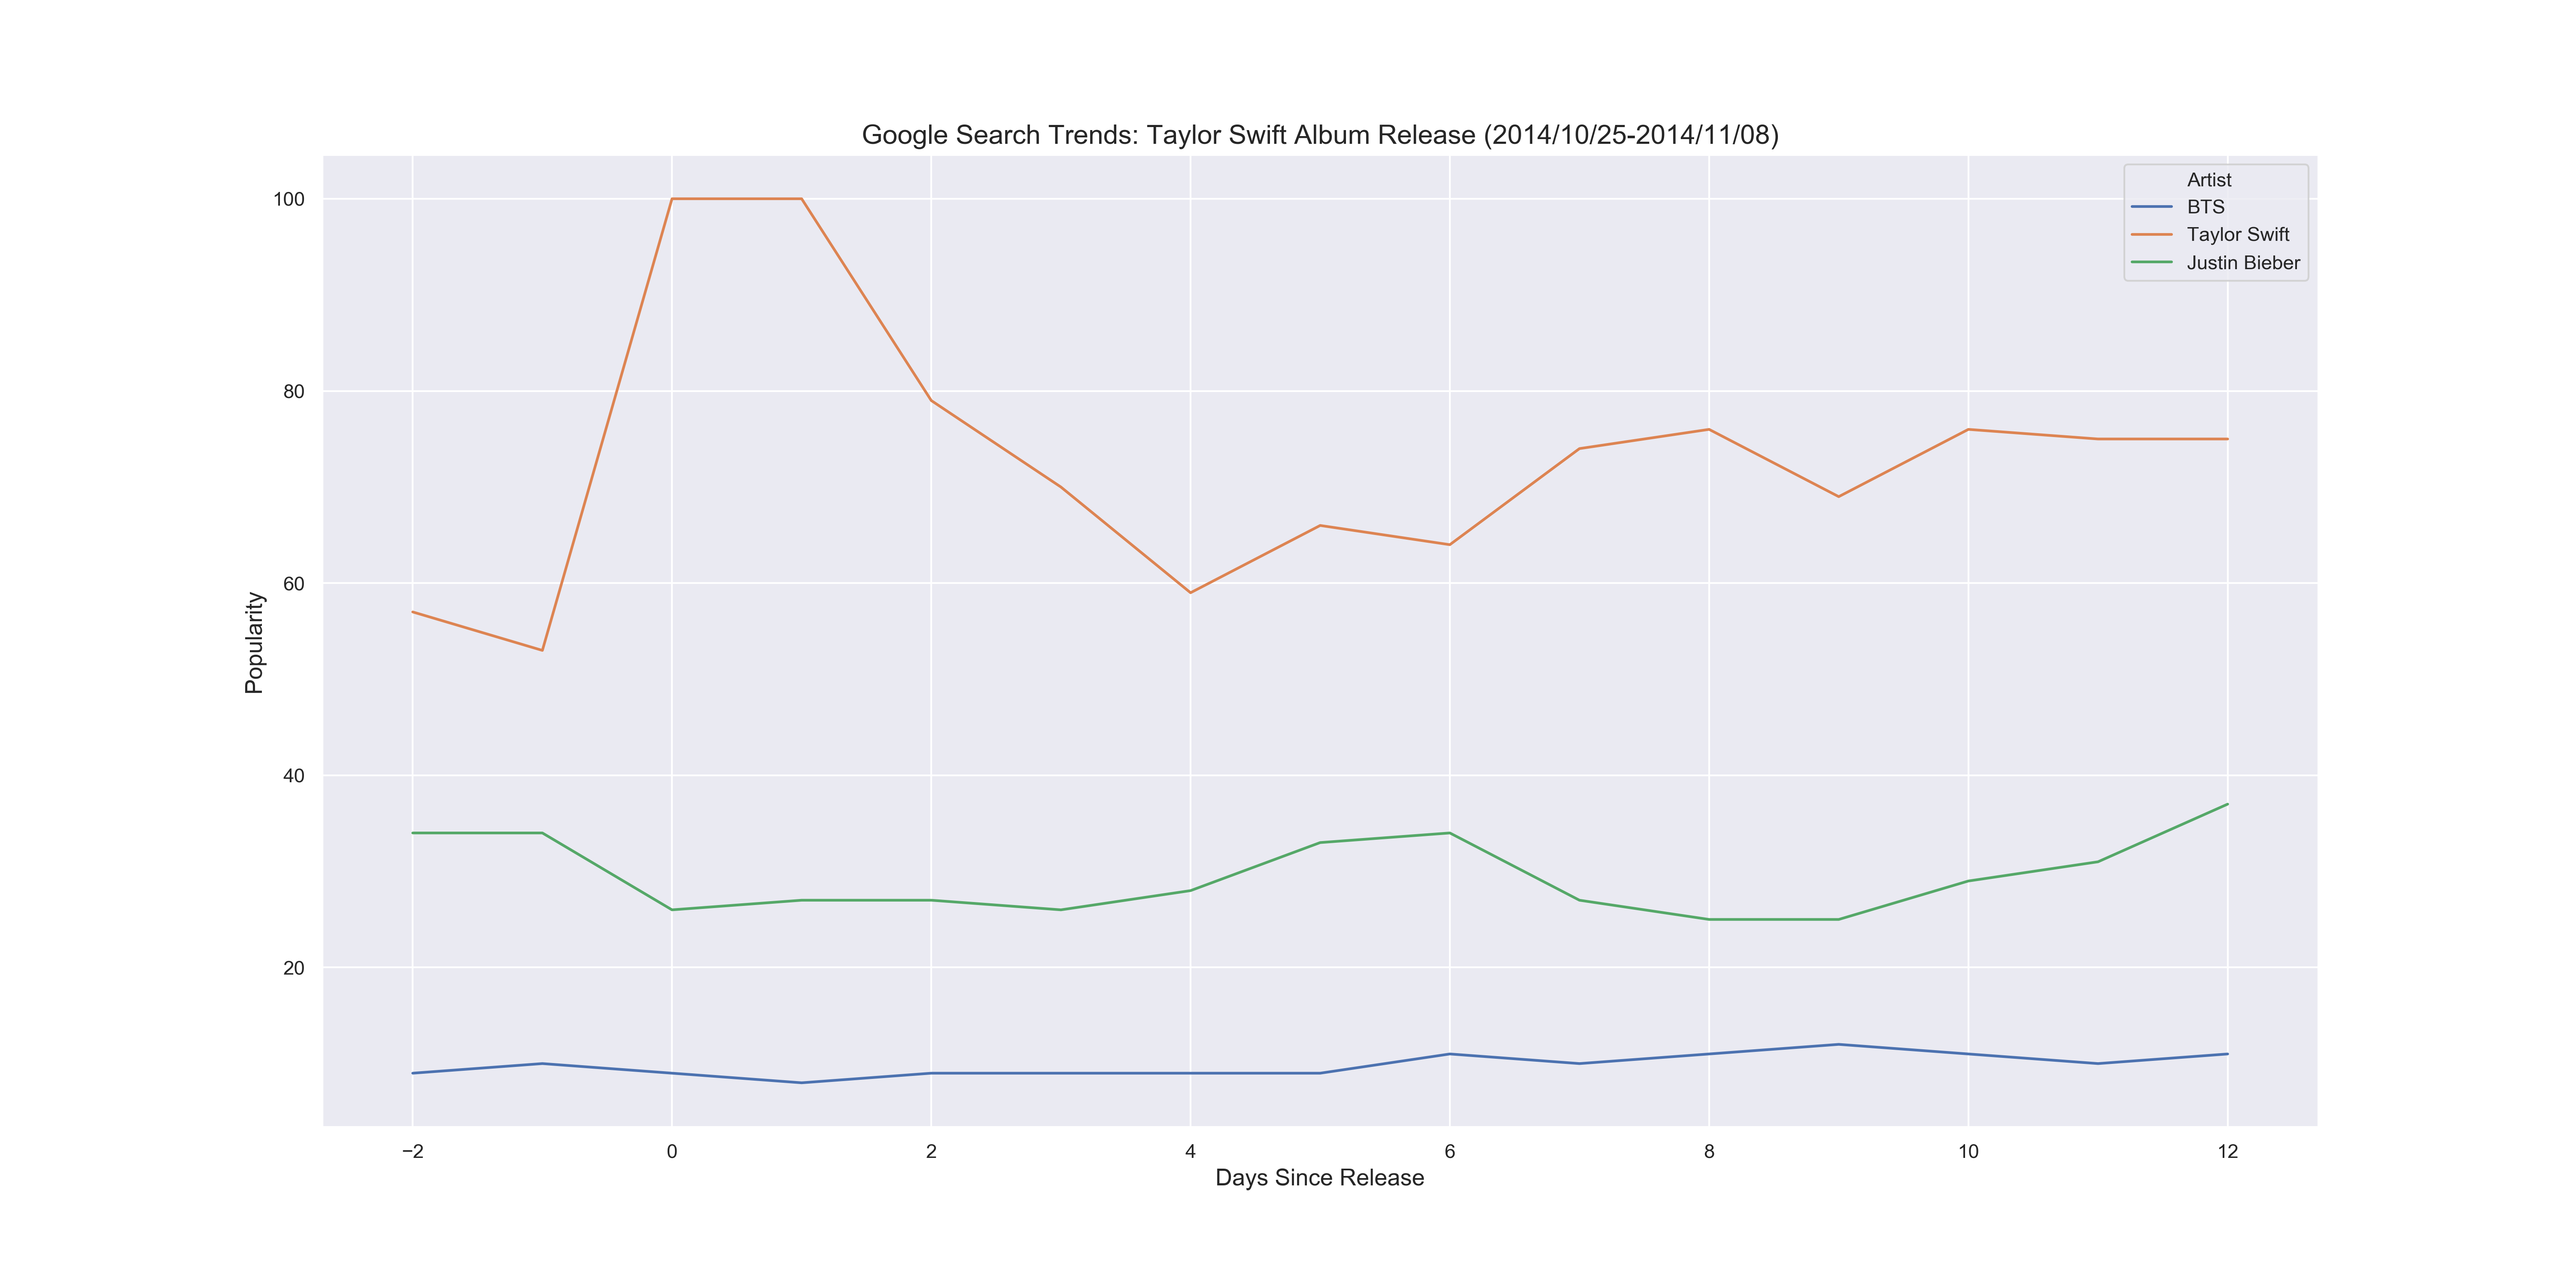 Google Search Trends: Taylor Swift Album Release (2014/10/25-2014/11/08)
Artist
BTS
Taylor Swift
Justin Bieber
100
80
60
40
20
Popularity
−2 0 2 4 6 8 10 12
Days Since Release